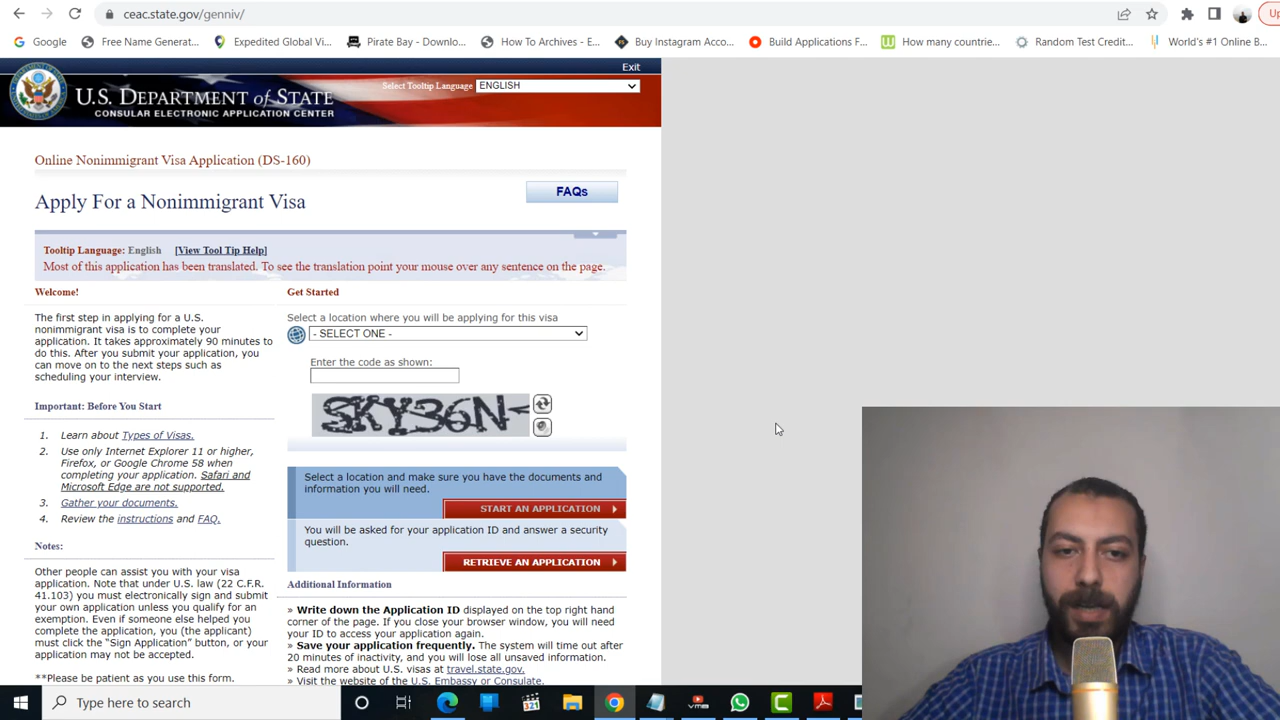 ceac.state.gov/genniv/
Google Free Name Generat... Expedited Global Vi... Pirate Bay - Downlo... How To Archives - E... Buy Instagram Acco... Build Applications F... How many countrie... Random Test Credit... World's #1 Online B...
Exit
Select Tooltip Language ENGLISH
U.S. DEPARTMENT of STATE
CONSULAR ELECTRONIC APPLICATION CENTER
Online Nonimmigrant Visa Application (DS-160)
Apply For a Nonimmigrant Visa
FAQs
Tooltip Language: English [View Tool Tip Help]
Most of this application has been translated. To see the translation point your mouse over any sentence on the page.
Welcome!
The first step in applying for a U.S.
nonimmigrant visa is to complete your
application. It takes approximately 90 minutes to
do this. After you submit your application, you
can move on to the next steps such as
scheduling your interview.
Important: Before You Start
1. Learn about Types of Visas.
2. Use only Internet Explorer 11 or higher,
Firefox, or Google Chrome 58 when
completing your application. Safari and
Microsoft Edge are not supported.
3. Gather your documents.
4. Review the instructions and FAQ.
Notes:
Other people can assist you with your visa
application. Note that under U.S. law (22 C.F.R.
41.103) you must electronically sign and submit
your own application unless you qualify for an
exemption. Even if someone else helped you
complete the application, you (the applicant)
must click the "Sign Application" button, or your
application may not be accepted.
**Please be patient as you use this form.
Get Started
Select a location where you will be applying for this visa
- SELECT ONE -
Enter the code as shown:
SKY36N
Select a location and make sure you have the documents and
information you will need.
START AN APPLICATION
You will be asked for your application ID and answer a security
question.
RETRIEVE AN APPLICATION
Additional Information
» Write down the Application ID displayed on the top right hand
corner of the page. If you close your browser window, you will need
your ID to access your application again.
» Save your application frequently. The system will time out after
20 minutes of inactivity, and you will lose all unsaved information.
» Read more about U.S. visas at travel.state.gov.
» Visit the website of the U.S. Embassy or Consulate.
Type here to search